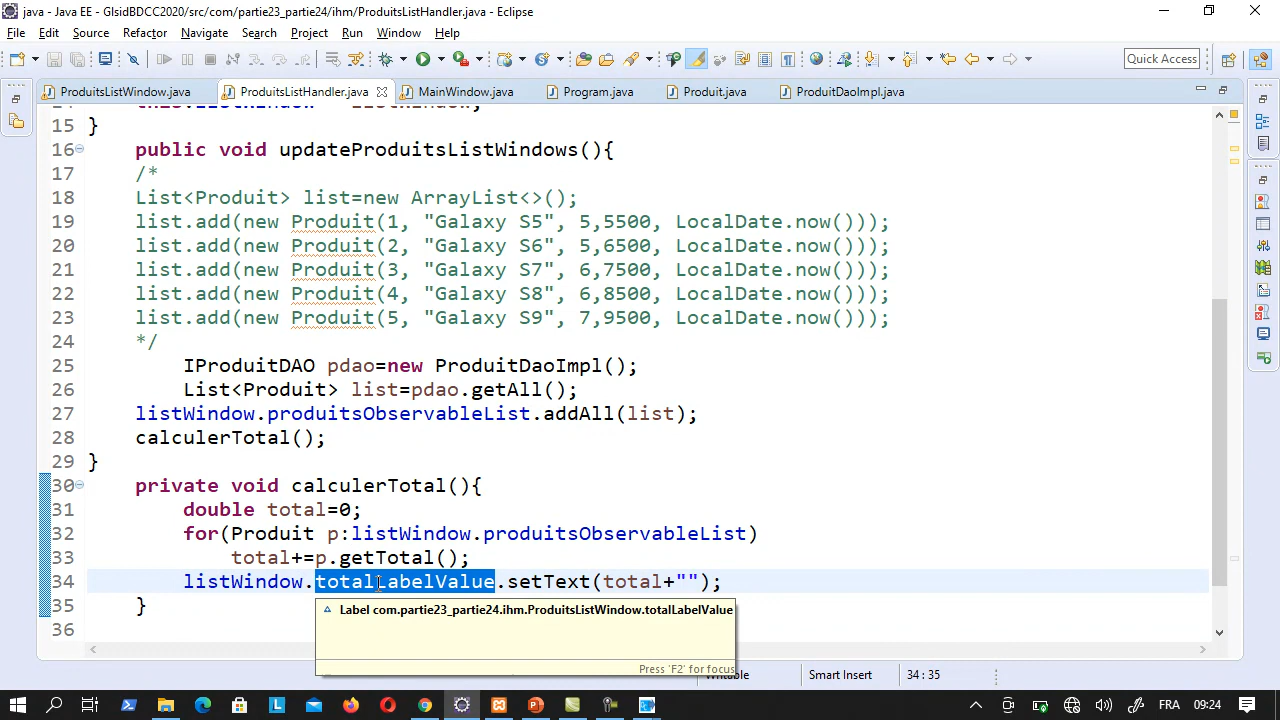 java - Java EE - GlsidBDCC2020/src/com/partie23_partie24/ihm/ProduitsListHandler.java - Eclipse
File Edit Source Refactor Navigate Search Project Run Window Help
Quick Access
ProduitsListWindow.java ProduitsListHandler.java MainWindow.java Program.java Produit.java ProduitDaoImpl.java
15 }
16 public void updateProduitsListWindows(){
17 /*
18 List<Produit> list=new ArrayList<>();
19 list.add(new Produit(1, "Galaxy S5", 5,5500, LocalDate.now()));
20 list.add(new Produit(2, "Galaxy S6", 5,6500, LocalDate.now()));
21 list.add(new Produit(3, "Galaxy S7", 6,7500, LocalDate.now()));
22 list.add(new Produit(4, "Galaxy S8", 6,8500, LocalDate.now()));
23 list.add(new Produit(5, "Galaxy S9", 7,9500, LocalDate.now()));
24 */
25 IProduitDAO pdao=new ProduitDaoImpl();
26 List<Produit> list=pdao.getAll();
27 listWindow.produitsObservableList.addAll(list);
28 calculerTotal();
29 }
30 private void calculerTotal(){
31 double total=0;
32 for(Produit p:listWindow.produitsObservableList)
33 total+=p.getTotal();
34 listWindow.totalLabelValue.setText(total+"");
35 }
Label com.partie23_partie24.ihm.ProduitsListWindow.totalLabelValue
36
Press 'F2' for focus
Smart Insert 34 : 35
FRA 09:24